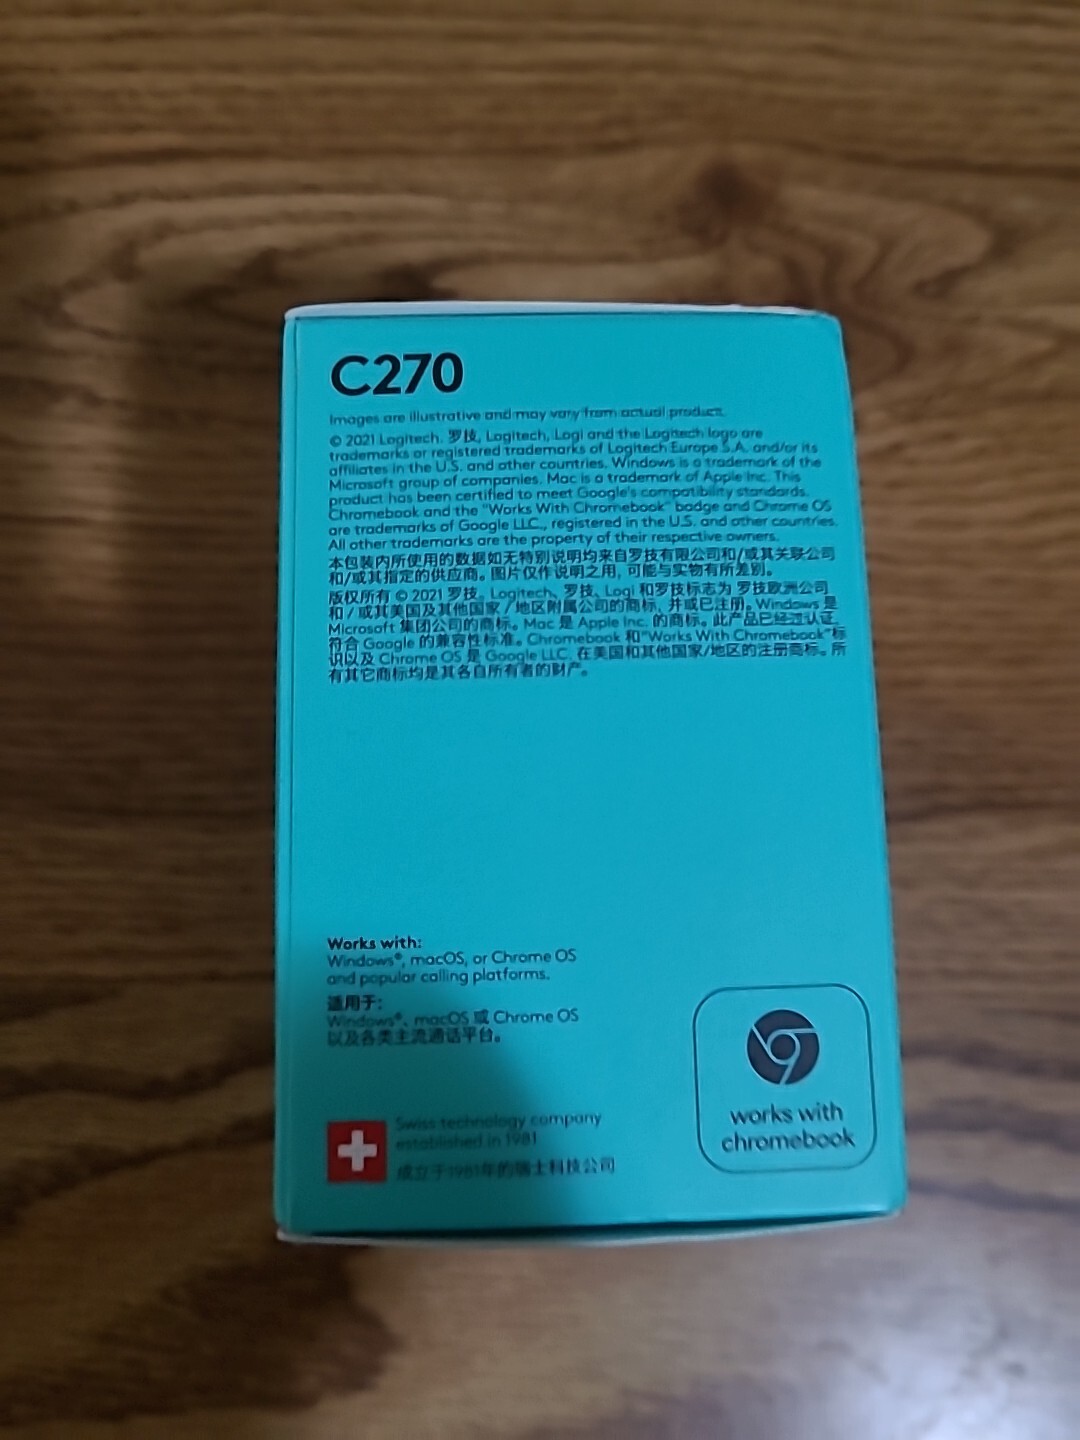 C270
Images are illustrative and may vary from actual product.
© 2021 Logitech. 罗技, Logitech, Logi and the Logitech logo are
trademarks or registered trademarks of Logitech Europe S.A. and/or its
affiliates in the U.S. and other countries. Windows is a trademark of the
Microsoft group of companies. Mac is a trademark of Apple Inc. This
product has been certified to meet Google's compatibility standards.
Chromebook and the "Works With Chromebook" badge and Chrome OS
are trademarks of Google LLC., registered in the U.S. and other countries.
All other trademarks are the property of their respective owners.
本包装内所使用的数据如无特别说明均来自罗技有限公司和/或其关联公司
和/或其指定的供应商。图片仅作说明之用, 可能与实物有所差别。
版权所有 © 2021 罗技。Logitech、罗技、Logi 和罗技标志为 罗技欧洲公司
和 / 或其美国及其他国家 / 地区附属公司的商标, 并或已注册。Windows 是
Microsoft 集团公司的商标。Mac 是 Apple Inc. 的商标。此产品已经过认证,
符合 Google 的兼容性标准。Chromebook 和"Works With Chromebook"标
识以及 Chrome OS 是 Google LLC. 在美国和其他国家/地区的注册商标。所
有其它商标均是其各自所有者的财产。
Works with:
Windows®, macOS, or Chrome OS
and popular calling platforms.
适用于:
Windows®、macOS 或 Chrome OS
以及各类主流通话平台。
Swiss technology company
established in 1981
成立于1981年的瑞士科技公司
works with
chromebook